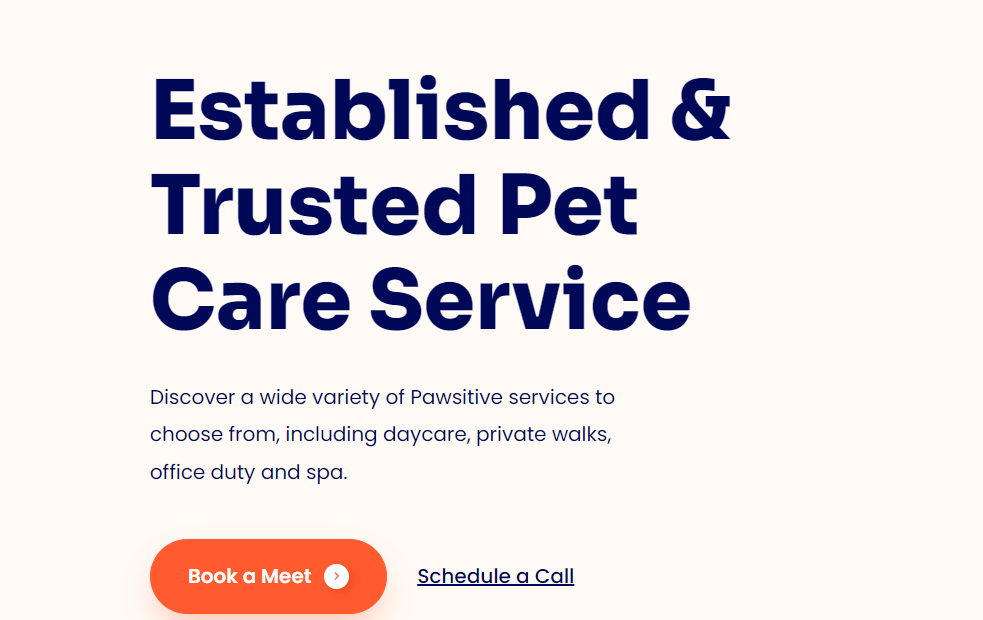 Established &
Trusted Pet
Care Service
Discover a wide variety of Pawsitive services to
choose from, including daycare, private walks,
office duty and spa.
Book a Meet
Schedule a Call